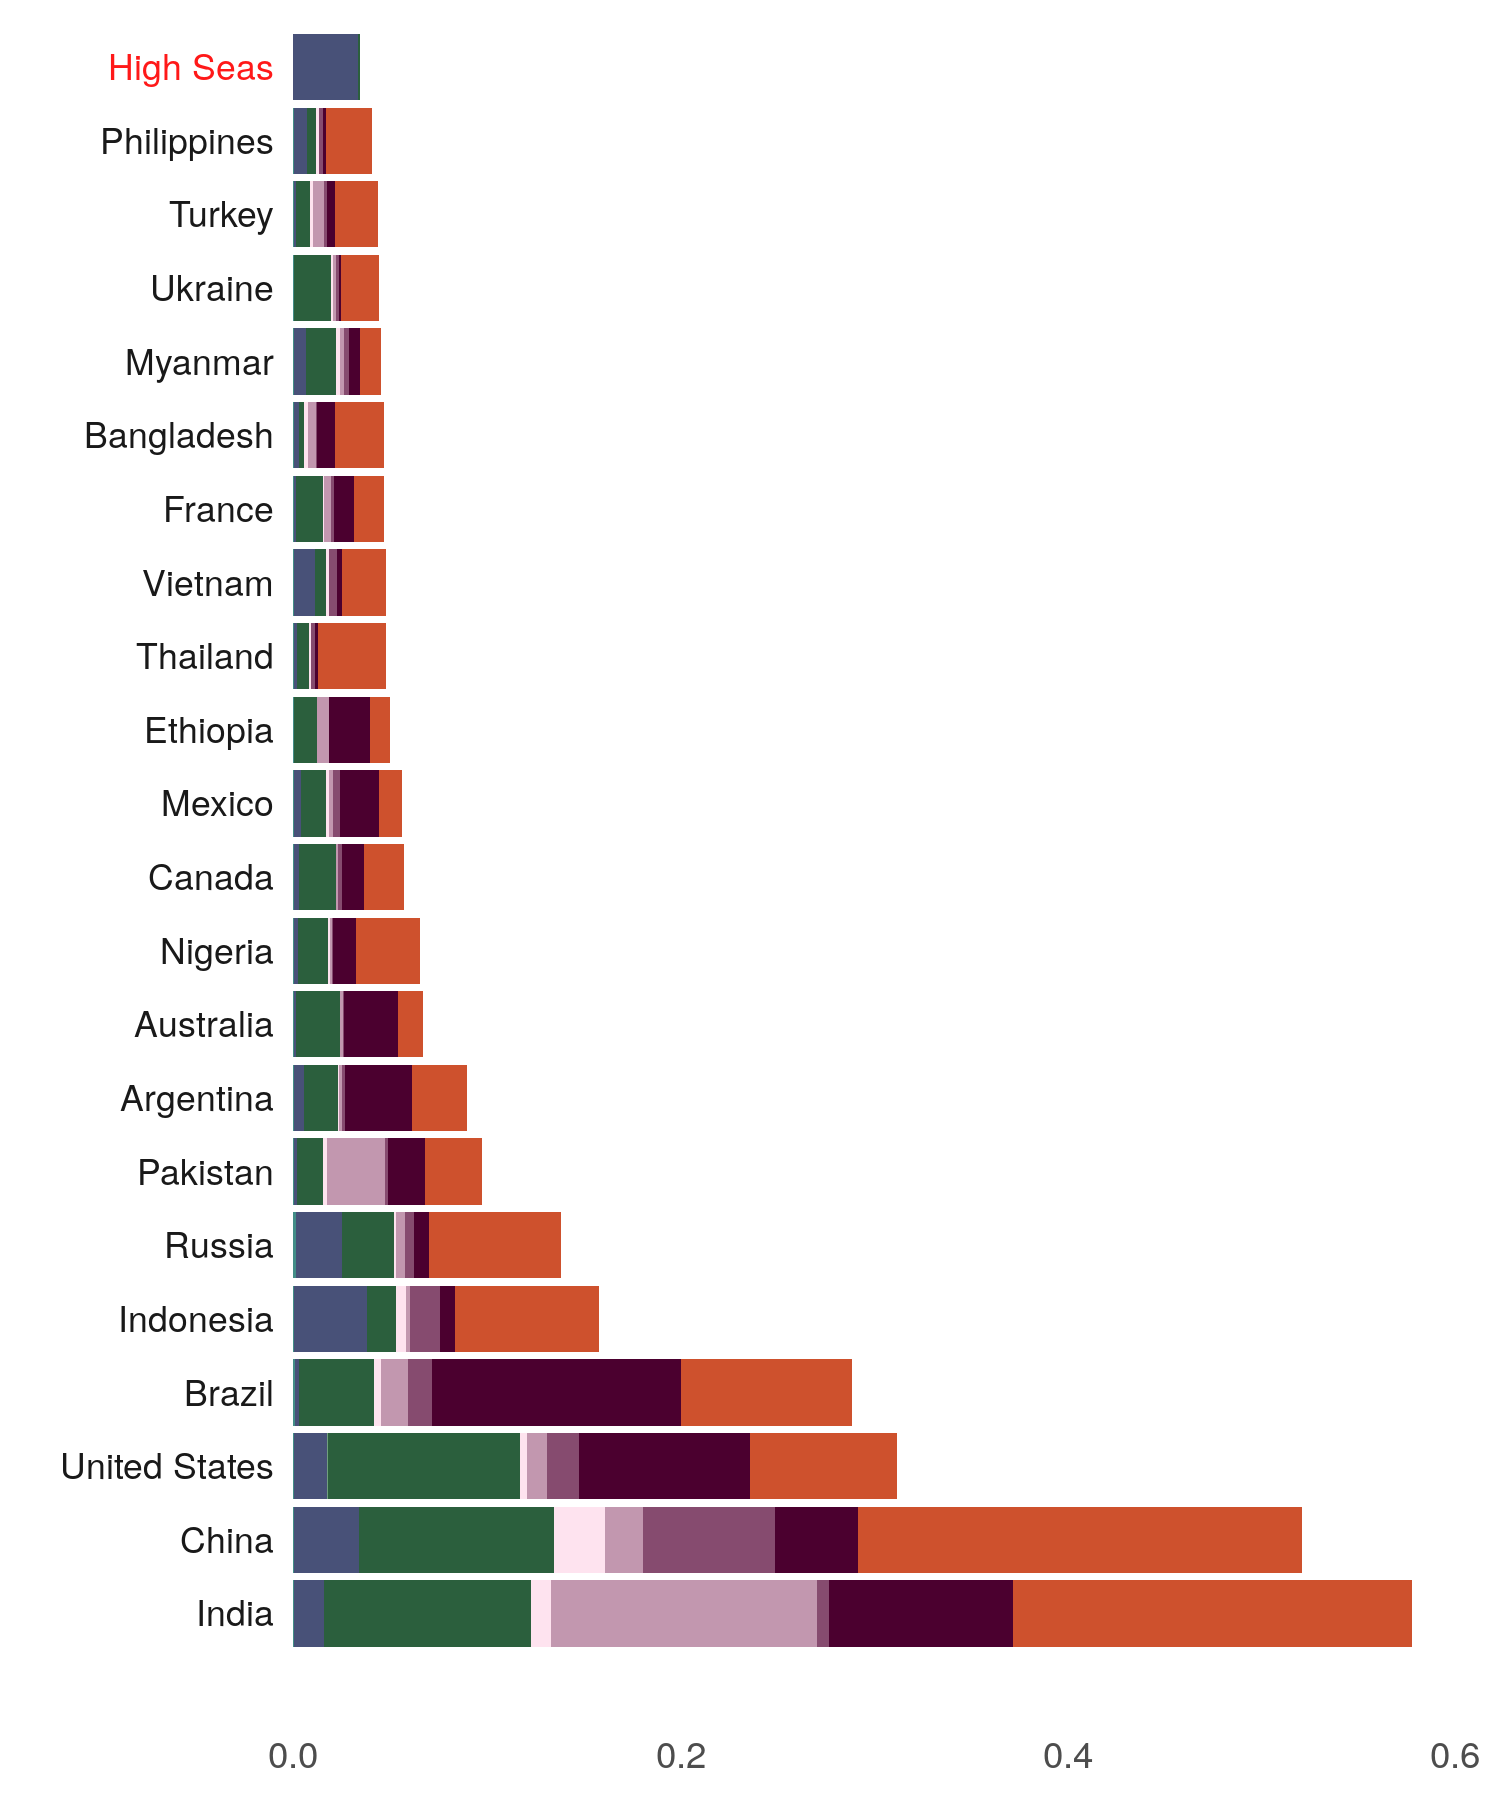 High Seas
Philippines
Turkey
Ukraine
Myanmar
Bangladesh
France
Vietnam
Thailand
Ethiopia
Mexico
Canada
Nigeria
Australia
Argentina
Pakistan
Russia
Indonesia
Brazil
United States
China
India
0.0 0.2 0.4 0.6